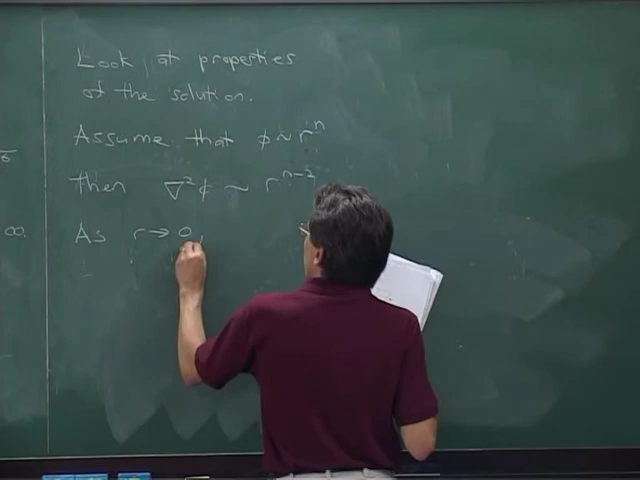 Look at properties
of the solution.
Assume that φ ~ rⁿ
then ∇²φ ~ rⁿ⁻²
As r → 0,
∞.